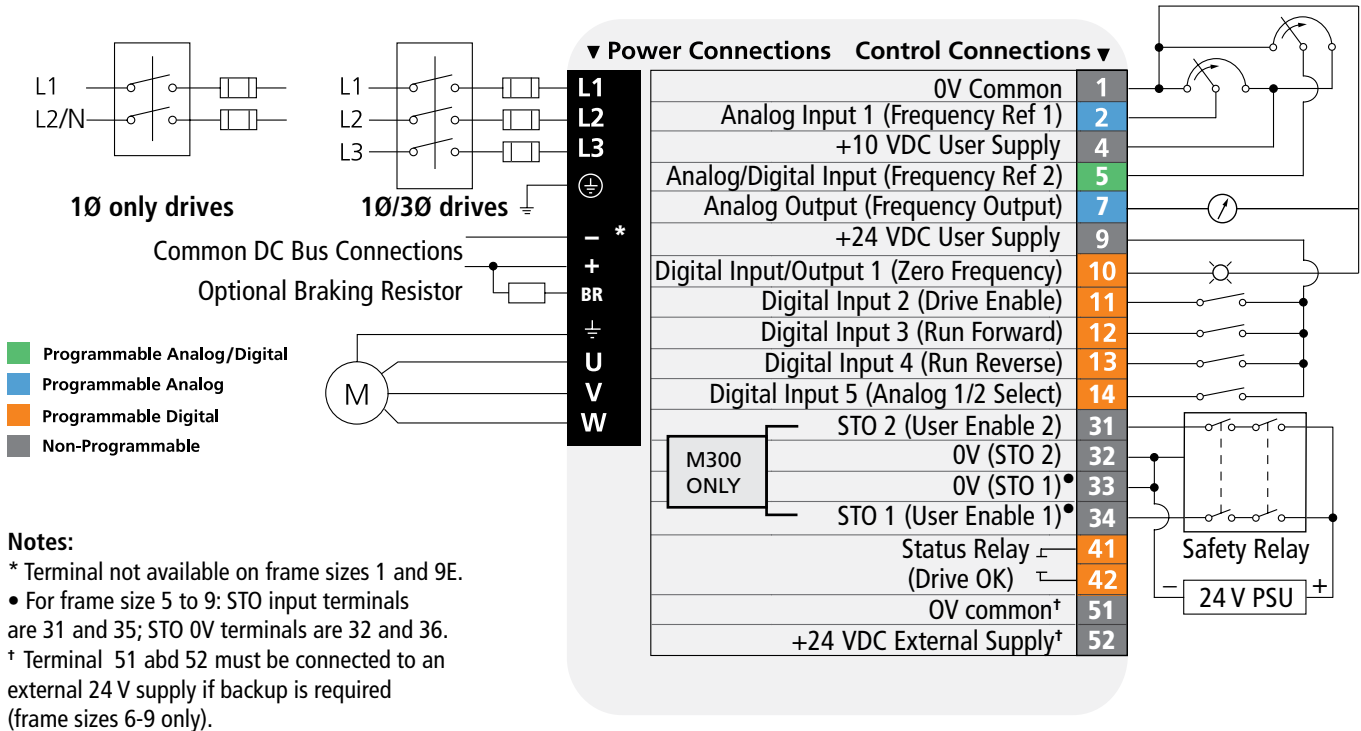 ▼ Power Connections Control Connections ▼
L1
L2/N
1Ø only drives
L1
L2
L3
1Ø/3Ø drives
Common DC Bus Connections
Optional Braking Resistor
M
L1
L2
L3
– *
+
BR
U
V
W
0V Common 1
Analog Input 1 (Frequency Ref 1) 2
+10 VDC User Supply 4
Analog/Digital Input (Frequency Ref 2) 5
Analog Output (Frequency Output) 7
+24 VDC User Supply 9
Digital Input/Output 1 (Zero Frequency) 10
Digital Input 2 (Drive Enable) 11
Digital Input 3 (Run Forward) 12
Digital Input 4 (Run Reverse) 13
Digital Input 5 (Analog 1/2 Select) 14
STO 2 (User Enable 2) 31
0V (STO 2) 32
0V (STO 1)● 33
STO 1 (User Enable 1)● 34
M300
ONLY
Status Relay 41
(Drive OK) 42
0V common† 51
+24 VDC External Supply† 52
Safety Relay
– 24 V PSU +
Programmable Analog/Digital
Programmable Analog
Programmable Digital
Non-Programmable
Notes:
* Terminal not available on frame sizes 1 and 9E.
• For frame size 5 to 9: STO input terminals
are 31 and 35; STO 0V terminals are 32 and 36.
† Terminal 51 abd 52 must be connected to an
external 24 V supply if backup is required
(frame sizes 6-9 only).